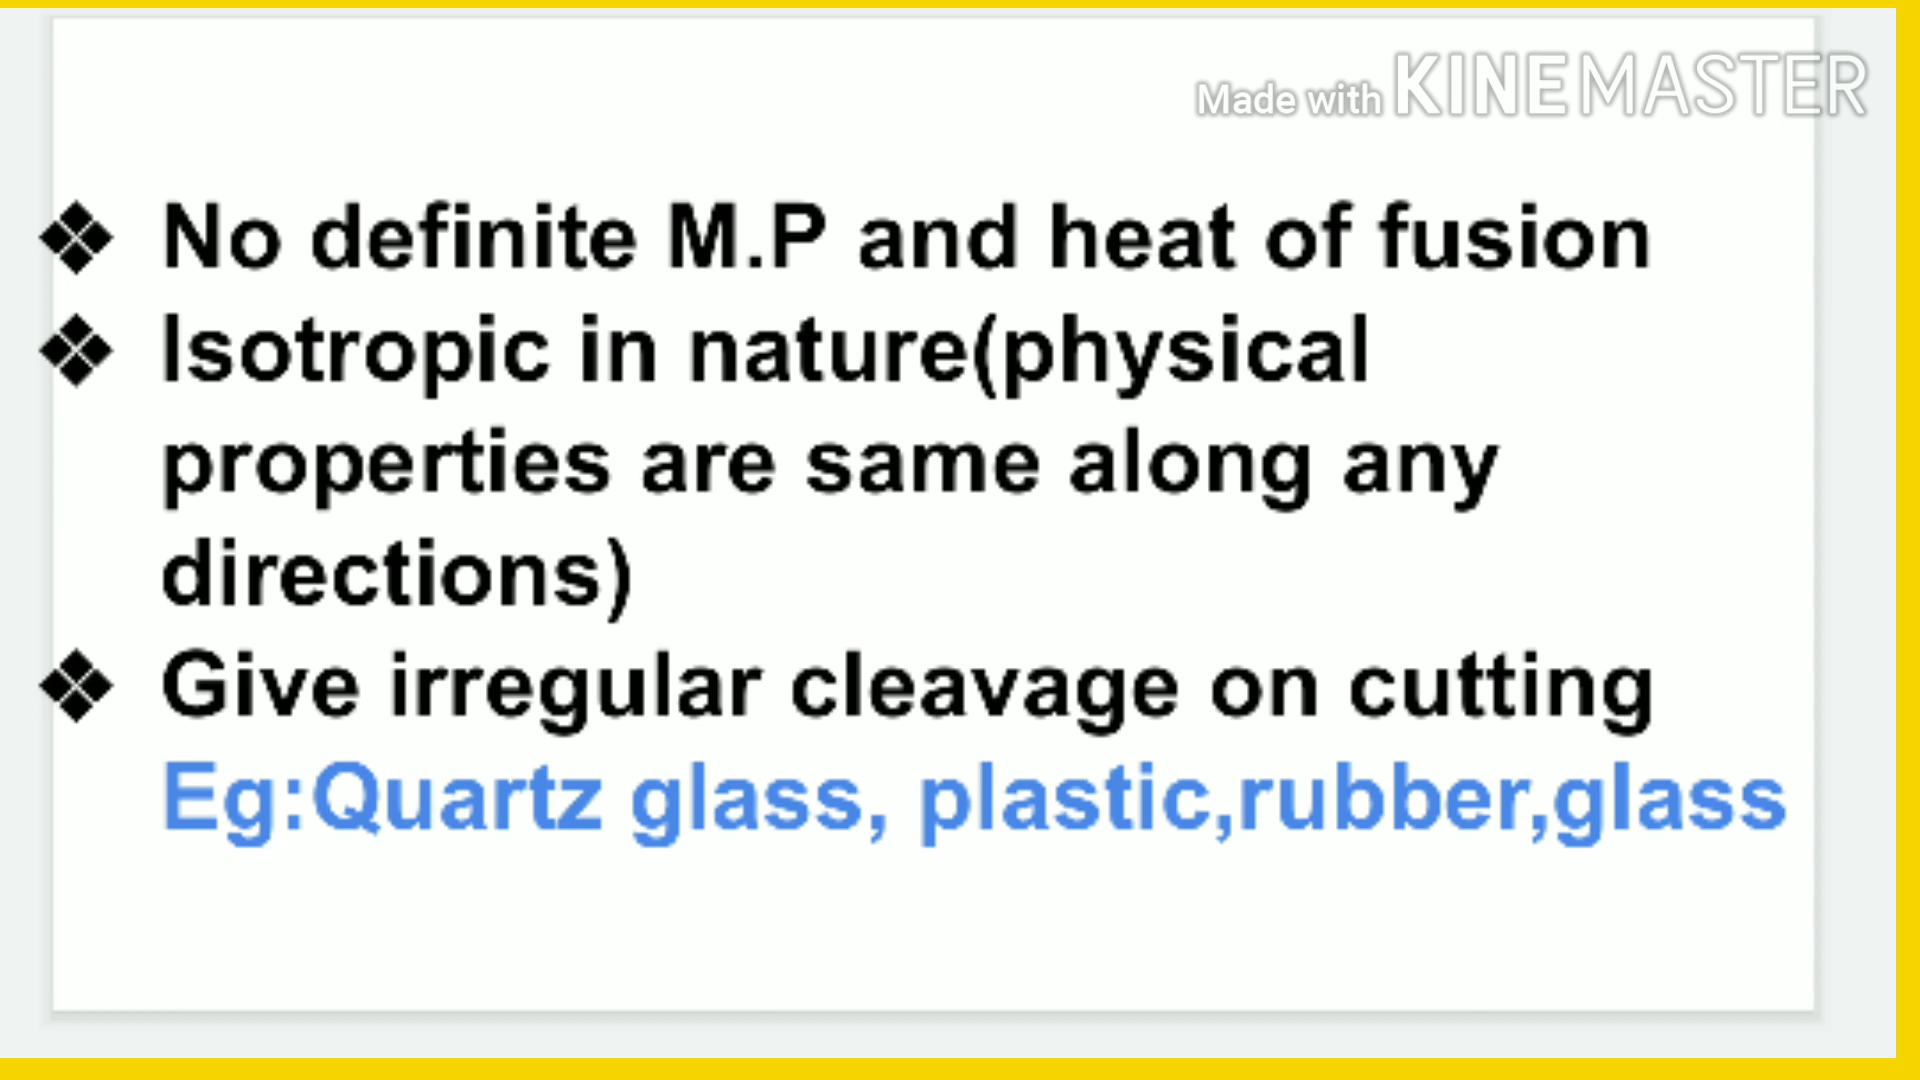 Made with KINEMASTER
❖ No definite M.P and heat of fusion
❖ Isotropic in nature(physical
properties are same along any
directions)
❖ Give irregular cleavage on cutting
Eg:Quartz glass, plastic,rubber,glass